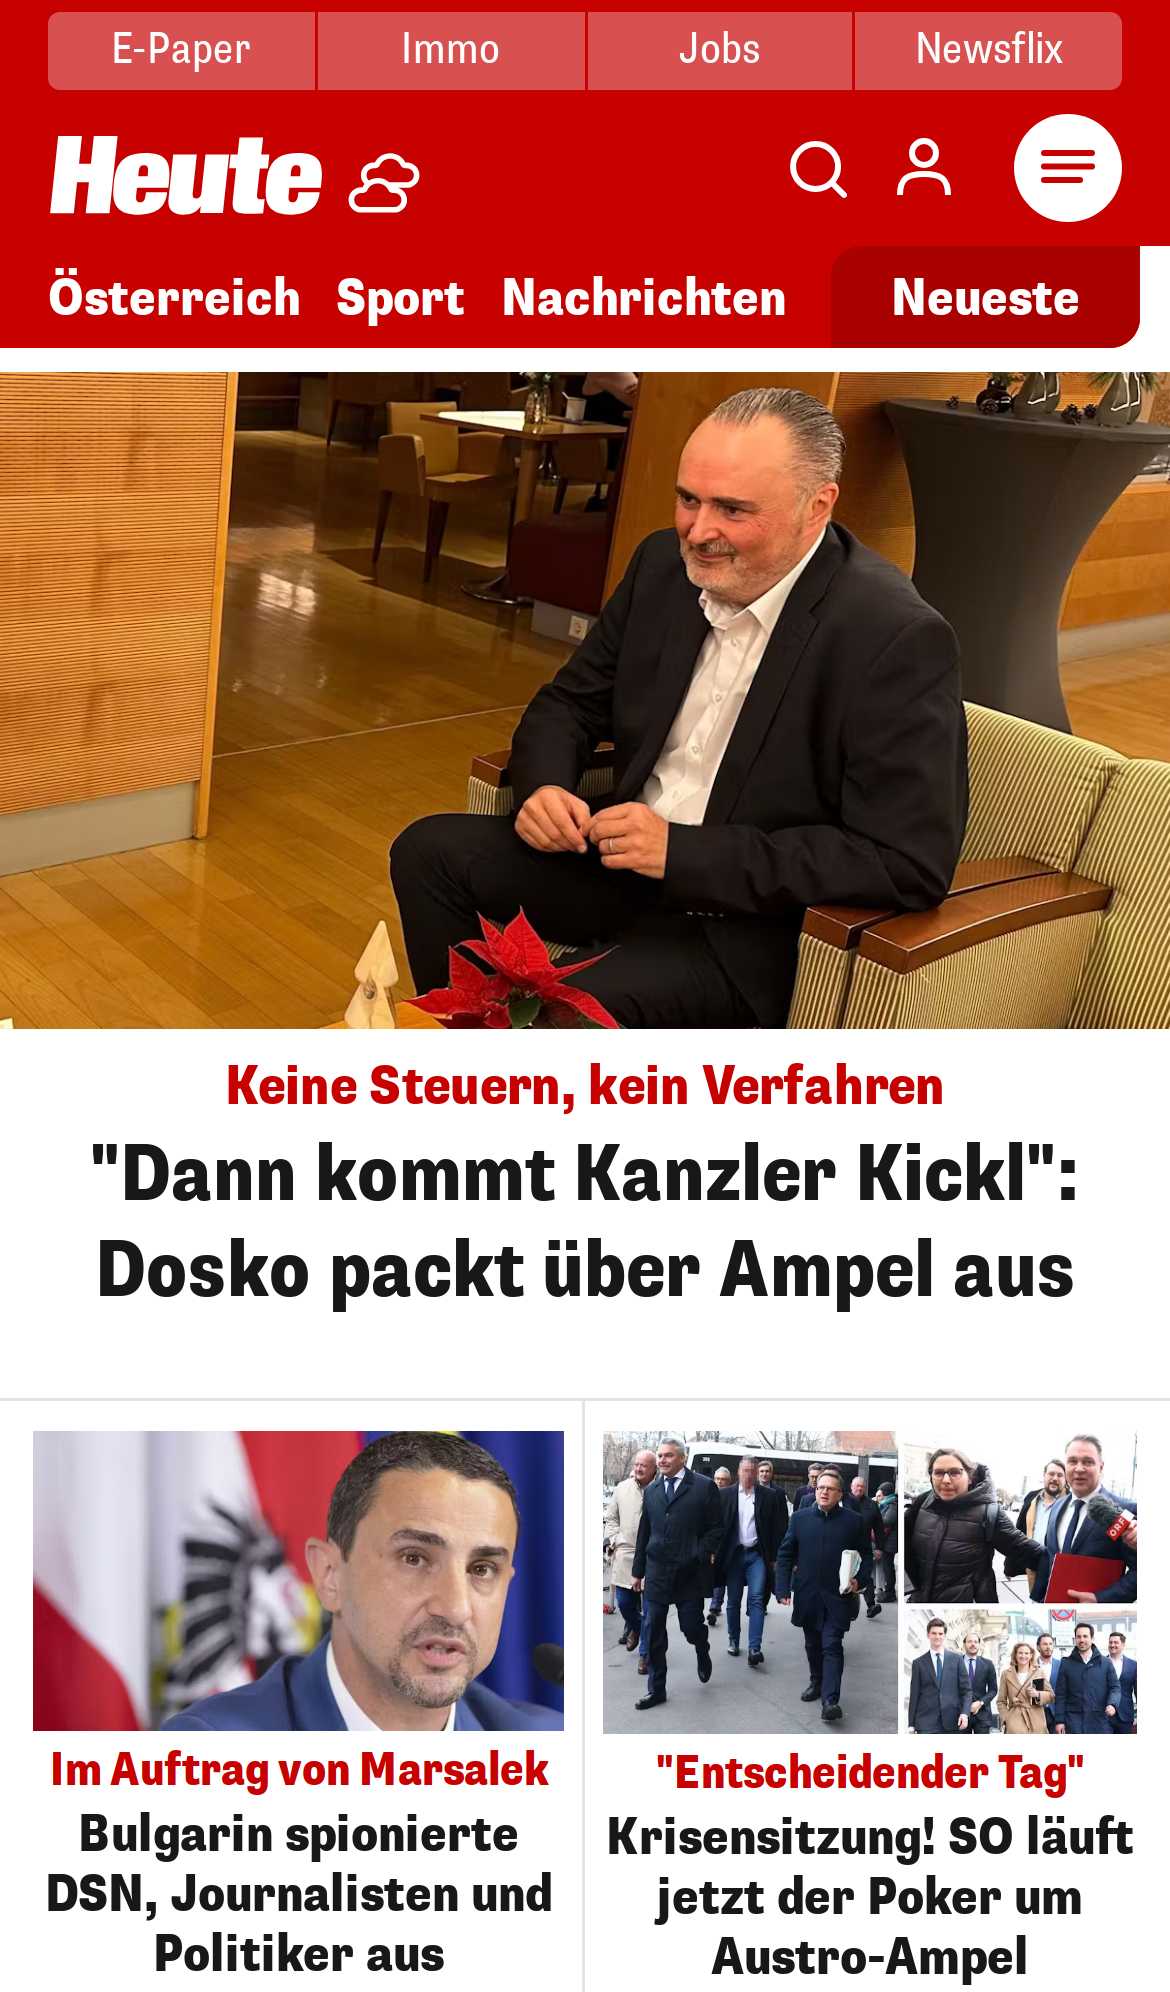 E-Paper Immo Jobs Newsflix
Heute
Österreich Sport Nachrichten Neueste
Keine Steuern, kein Verfahren
"Dann kommt Kanzler Kickl":
Dosko packt über Ampel aus
Im Auftrag von Marsalek
Bulgarin spionierte
DSN, Journalisten und
Politiker aus
ORF
"Entscheidender Tag"
Krisensitzung! SO läuft
jetzt der Poker um
Austro-Ampel